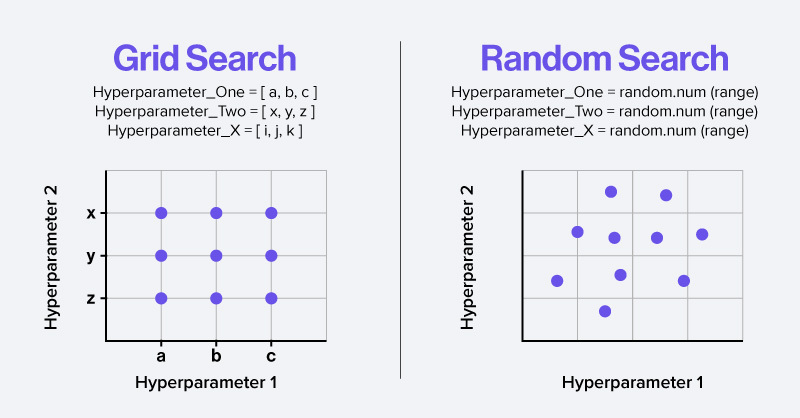 Grid Search
Hyperparameter_One = [ a, b, c ]
Hyperparameter_Two = [ x, y, z ]
Hyperparameter_X = [ i, j, k ]
Hyperparameter 2
x
y
z
a b c
Hyperparameter 1
Random Search
Hyperparameter_One = random.num (range)
Hyperparameter_Two = random.num (range)
Hyperparameter_X = random.num (range)
Hyperparameter 2
Hyperparameter 1